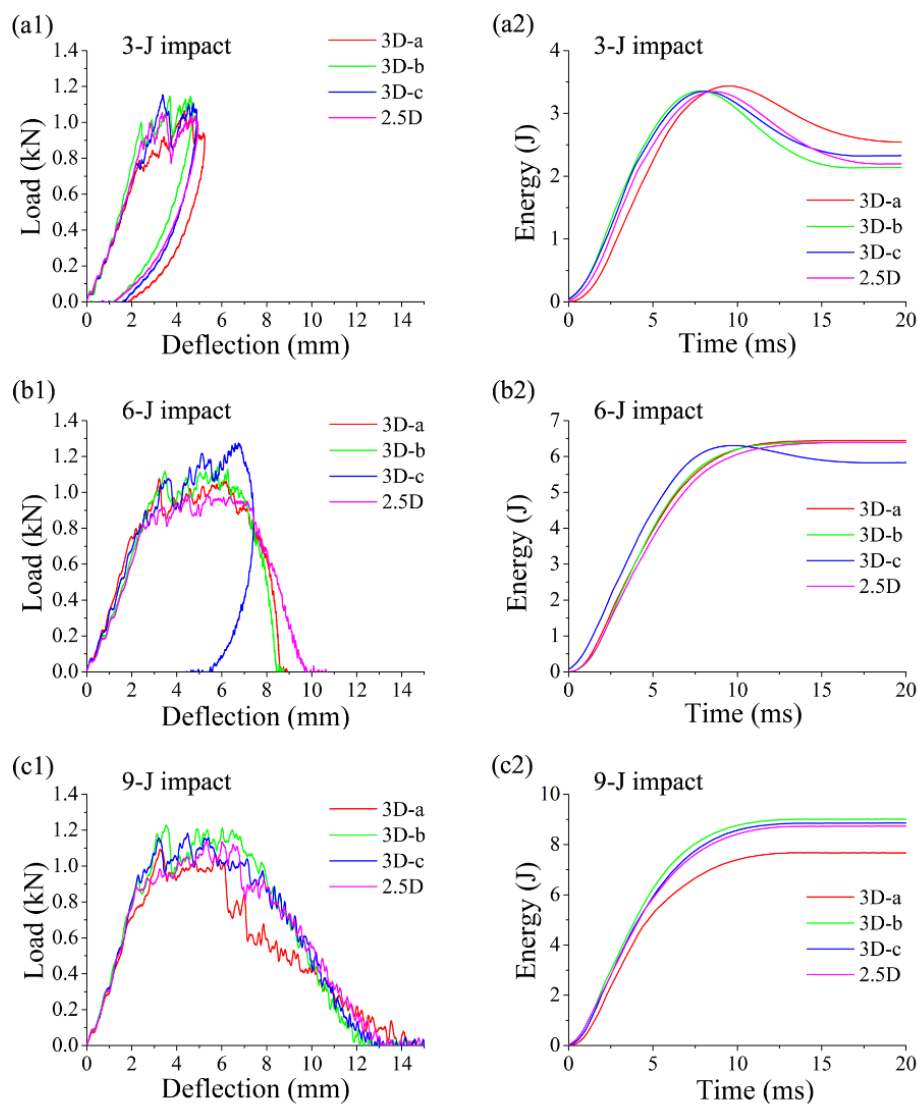 (a1)
3-J impact
3D-a
3D-b
3D-c
2.5D
Load (kN)
1.4
1.2
1.0
0.8
0.6
0.4
0.2
0.0
0 2 4 6 8 10 12 14
Deflection (mm)
(a2)
3-J impact
Energy (J)
4
3
2
1
0
3D-a
3D-b
3D-c
2.5D
0 5 10 15 20
Time (ms)
(b1)
6-J impact
3D-a
3D-b
3D-c
2.5D
Load (kN)
1.4
1.2
1.0
0.8
0.6
0.4
0.2
0.0
0 2 4 6 8 10 12 14
Deflection (mm)
(b2)
6-J impact
Energy (J)
7
6
5
4
3
2
1
0
3D-a
3D-b
3D-c
2.5D
0 5 10 15 20
Time (ms)
(c1)
9-J impact
3D-a
3D-b
3D-c
2.5D
Load (kN)
1.4
1.2
1.0
0.8
0.6
0.4
0.2
0.0
0 2 4 6 8 10 12 14
Deflection (mm)
(c2)
9-J impact
Energy (J)
10
8
6
4
2
0
3D-a
3D-b
3D-c
2.5D
0 5 10 15 20
Time (ms)